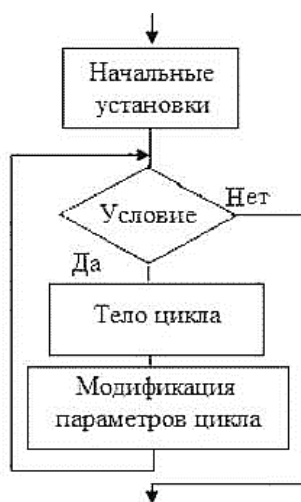 Начальные
установки
Условие
Нет
Да
Тело цикла
Модификация
параметров цикла